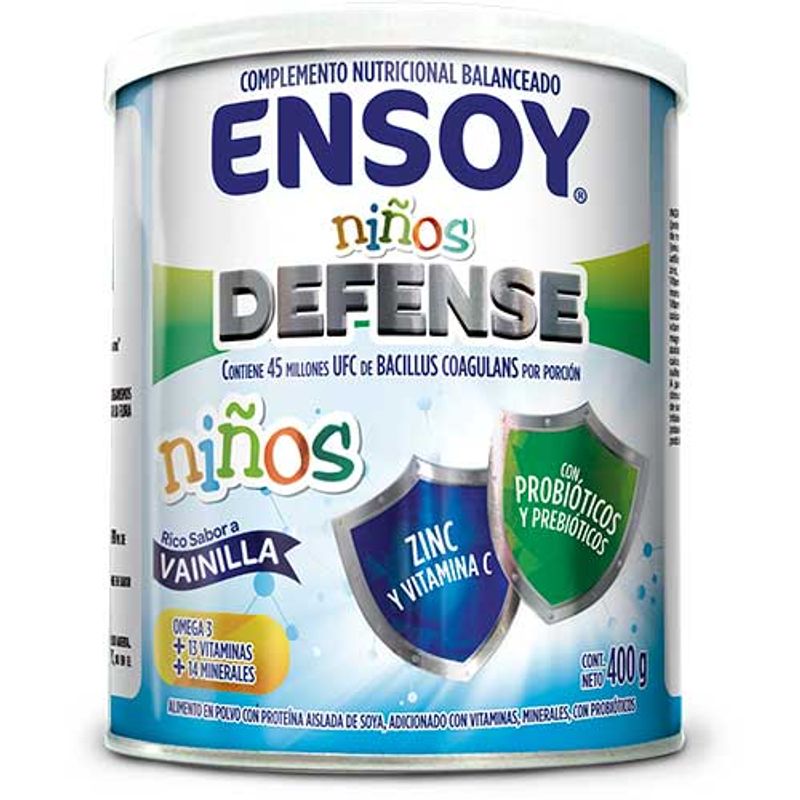 COMPLEMENTO NUTRICIONAL BALANCEADO
ENSOY®
niños
DEFENSE
CONTIENE 45 MILLONES UFC DE BACILLUS COAGULANS POR PORCIÓN
niños
Rico Sabor a
VAINILLA
CON
PROBIÓTICOS
Y PREBIÓTICOS
ZINC
Y VITAMINA C
OMEGA 3
+ 13 VITAMINAS
+ 14 MINERALES
CONT.
NETO 400 g
ALIMENTO EN POLVO CON PROTEÍNA AISLADA DE SOYA, ADICIONADO CON VITAMINAS, MINERALES, CON PROBIÓTICOS